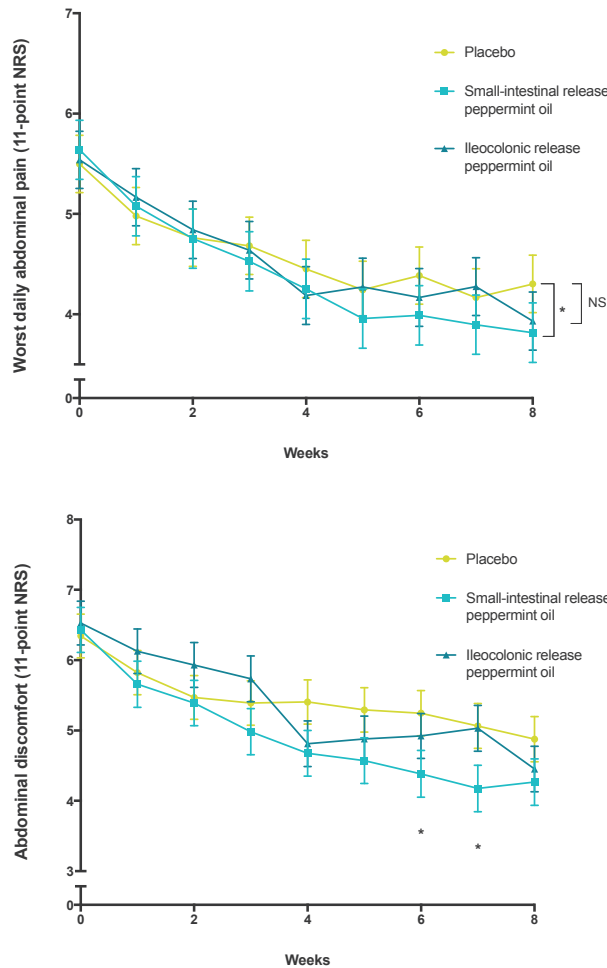 Worst daily abdominal pain (11-point NRS)
7
6
5
4
0
0
2
4
6
8
Weeks
Placebo
Small-intestinal release
peppermint oil
Ileocolonic release
peppermint oil
*
NS
Abdominal discomfort (11-point NRS)
8
7
6
5
4
3
0
0
2
4
6
8
Weeks
Placebo
Small-intestinal release
peppermint oil
Ileocolonic release
peppermint oil
*
*